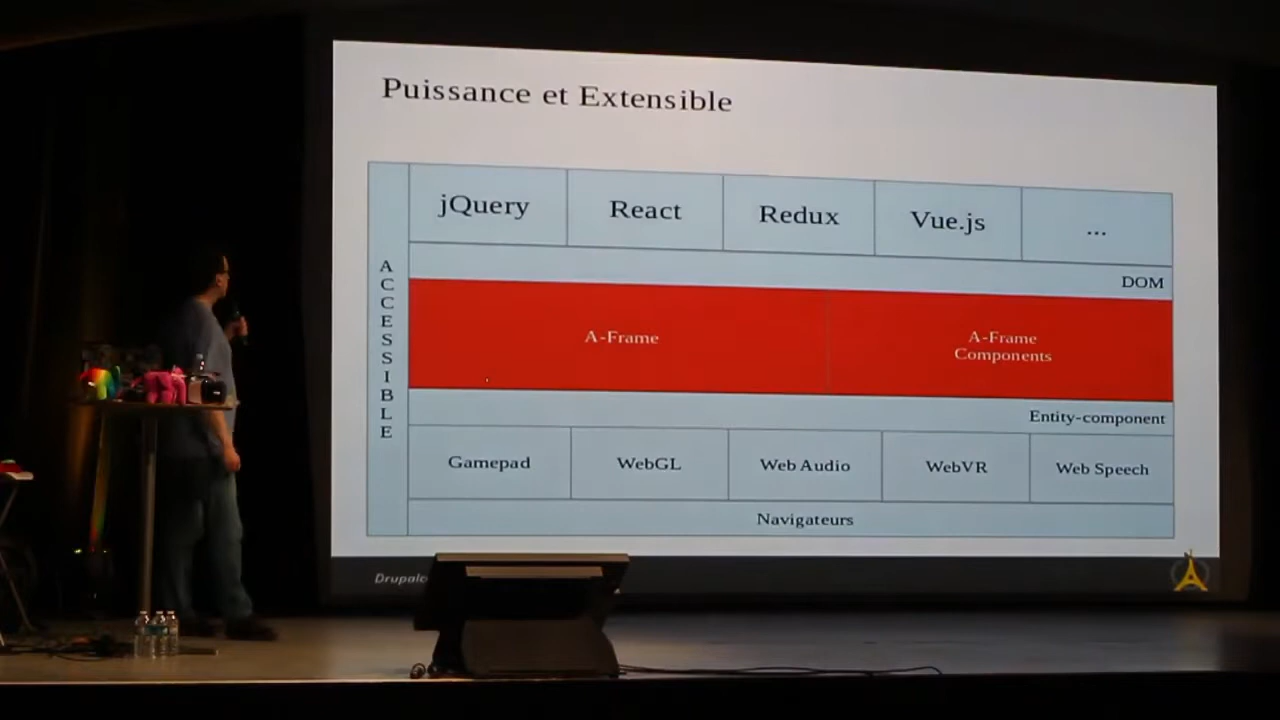 Puissance et Extensible
jQuery
React
Redux
Vue.js
...
ACCESSIBLE
DOM
A-Frame
A-Frame
Components
Entity-component
Gamepad
WebGL
Web Audio
WebVR
Web Speech
Navigateurs